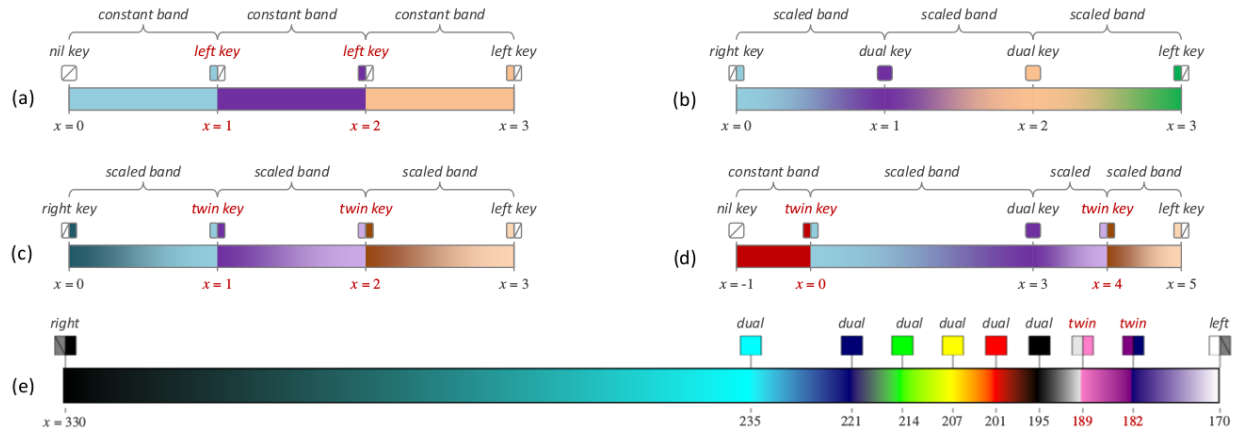 constant band constant band constant band
nil key left key left key left key
(a)
x = 0 x = 1 x = 2 x = 3
scaled band scaled band scaled band
right key dual key dual key left key
(b)
x = 0 x = 1 x = 2 x = 3
scaled band scaled band scaled band
right key twin key twin key left key
(c)
x = 0 x = 1 x = 2 x = 3
constant band scaled band scaled scaled band
nil key twin key dual key twin key left key
(d)
x = -1 x = 0 x = 3 x = 4 x = 5
right dual dual dual dual dual dual twin twin left
(e)
x = 330 235 221 214 207 201 195 189 182 170